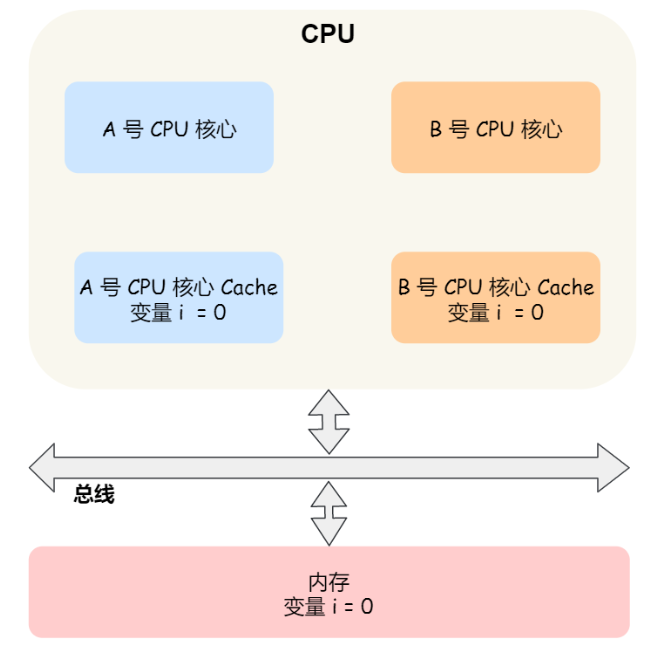 CPU
A 号 CPU 核心
B 号 CPU 核心
A 号 CPU 核心 Cache
变量 i = 0
B 号 CPU 核心 Cache
变量 i = 0
总线
内存
变量 i = 0